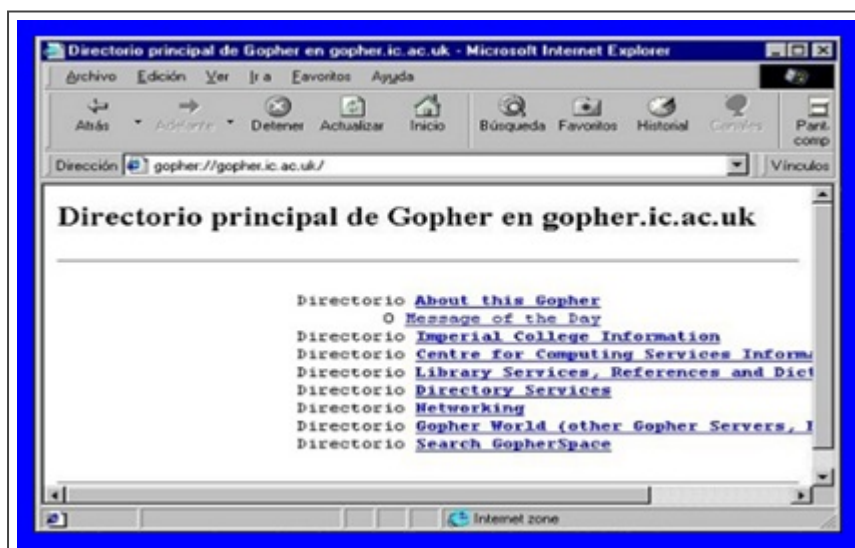 Directorio principal de Gopher en gopher.ic.ac.uk - Microsoft Internet Explorer
Archivo Edición Ver Ir a Favoritos Ayuda
Atrás Adelante Detener Actualizar Inicio Búsqueda Favoritos Historial Canales Pant. comp
Dirección gopher://gopher.ic.ac.uk/ Vínculos
Directorio principal de Gopher en gopher.ic.ac.uk
Directorio About this Gopher
O Message of the Day
Directorio Imperial College Information
Directorio Centre for Computing Services Inform
Directorio Library Services, References and Dict
Directorio Directory Services
Directorio Networking
Directorio Gopher World (other Gopher Servers,
Directorio Search GopherSpace
Internet zone